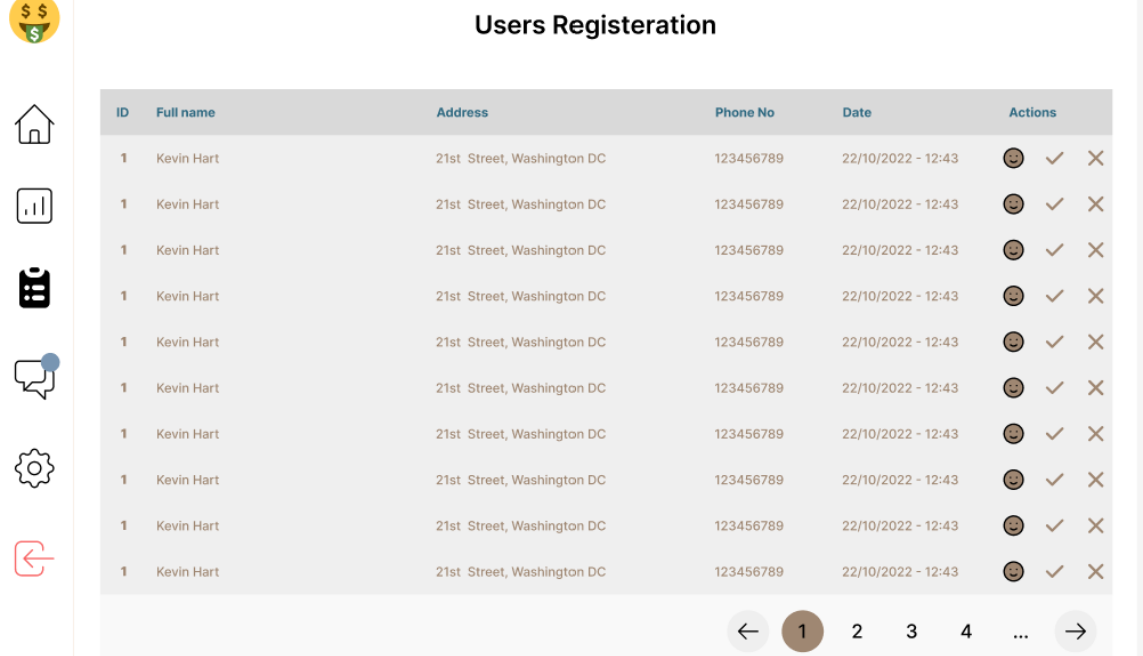 Users Registeration
ID Full name Address Phone No Date Actions
1 Kevin Hart 21st Street, Washington DC 123456789 22/10/2022 - 12:43
1 Kevin Hart 21st Street, Washington DC 123456789 22/10/2022 - 12:43
1 Kevin Hart 21st Street, Washington DC 123456789 22/10/2022 - 12:43
1 Kevin Hart 21st Street, Washington DC 123456789 22/10/2022 - 12:43
1 Kevin Hart 21st Street, Washington DC 123456789 22/10/2022 - 12:43
1 Kevin Hart 21st Street, Washington DC 123456789 22/10/2022 - 12:43
1 Kevin Hart 21st Street, Washington DC 123456789 22/10/2022 - 12:43
1 Kevin Hart 21st Street, Washington DC 123456789 22/10/2022 - 12:43
1 Kevin Hart 21st Street, Washington DC 123456789 22/10/2022 - 12:43
1 Kevin Hart 21st Street, Washington DC 123456789 22/10/2022 - 12:43
1 2 3 4 ...